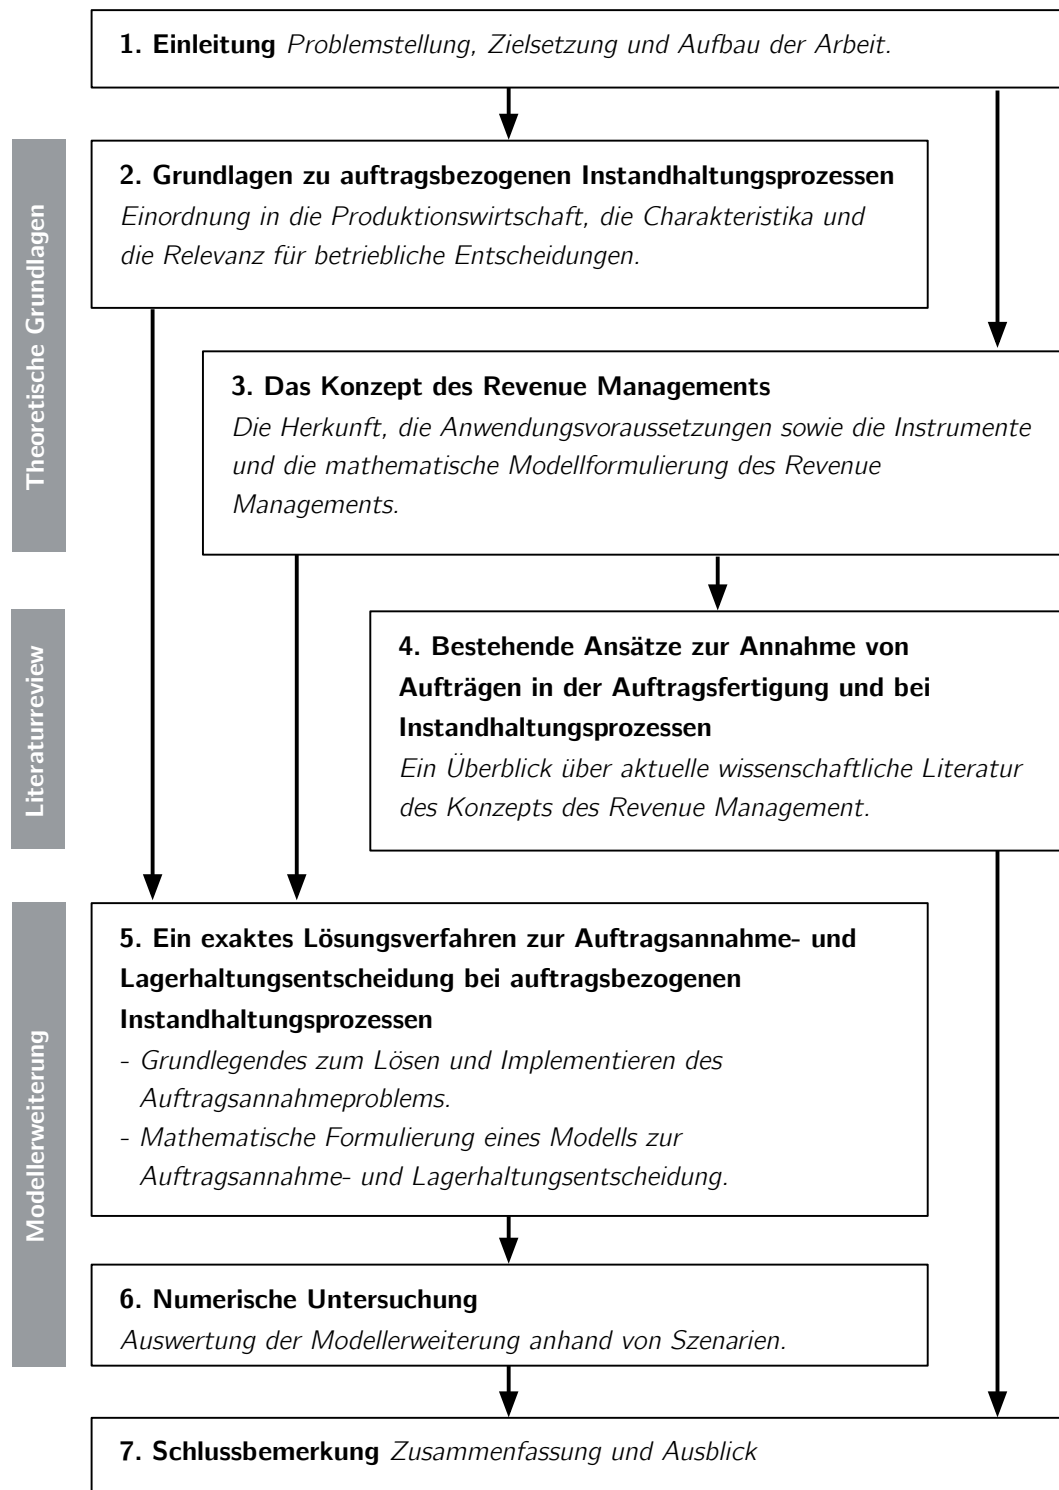 1. Einleitung Problemstellung, Zielsetzung und Aufbau der Arbeit.
Theoretische Grundlagen
2. Grundlagen zu auftragsbezogenen Instandhaltungsprozessen
Einordnung in die Produktionswirtschaft, die Charakteristika und
die Relevanz für betriebliche Entscheidungen.
3. Das Konzept des Revenue Managements
Die Herkunft, die Anwendungsvoraussetzungen sowie die Instrumente
und die mathematische Modellformulierung des Revenue
Managements.
Literaturreview
4. Bestehende Ansätze zur Annahme von
Aufträgen in der Auftragsfertigung und bei
Instandhaltungsprozessen
Ein Überblick über aktuelle wissenschaftliche Literatur
des Konzepts des Revenue Management.
Modellerweiterung
5. Ein exaktes Lösungsverfahren zur Auftragsannahme- und
Lagerhaltungsentscheidung bei auftragsbezogenen
Instandhaltungsprozessen
- Grundlegendes zum Lösen und Implementieren des
Auftragsannahmeproblems.
- Mathematische Formulierung eines Modells zur
Auftragsannahme- und Lagerhaltungsentscheidung.
6. Numerische Untersuchung
Auswertung der Modellerweiterung anhand von Szenarien.
7. Schlussbemerkung Zusammenfassung und Ausblick